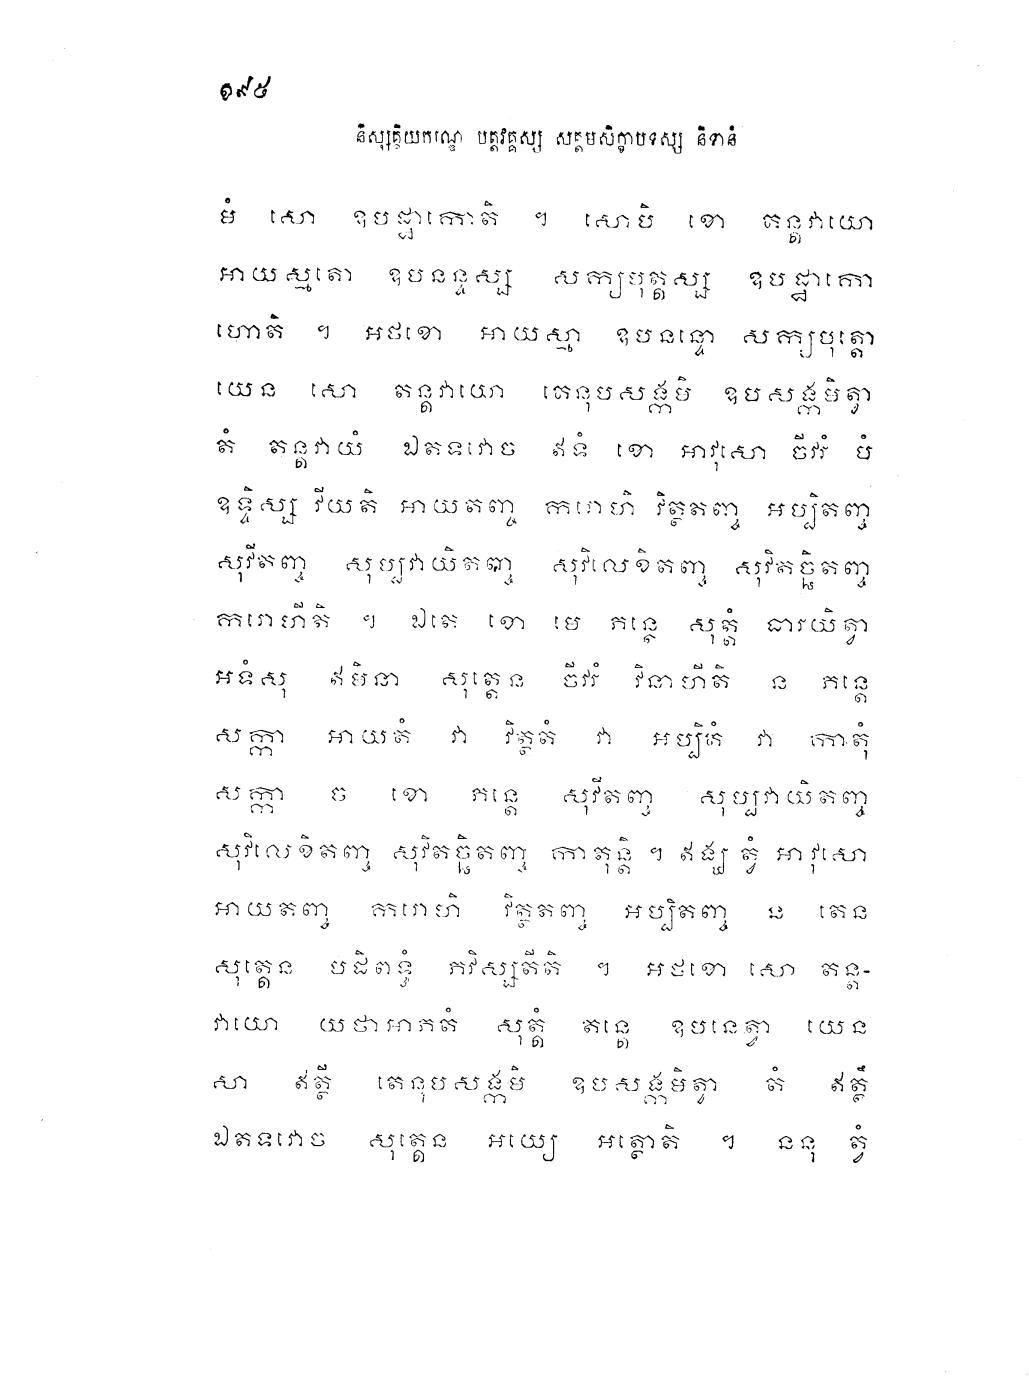 ១៩៥
និស្សគ្គិយកណ្ឌេ បត្តវគ្គស្ស សត្តមសិក្ខាបទស្ស និទានំ
មំ សោ ឧបដ្ឋាកោតិ ។ សោបិ ខោ តន្តវាយោ
អាយស្មតោ ឧបនន្ទស្ស សក្យបុត្តស្ស ឧបដ្ឋាកោ
ហោតិ ។ អថខោ អាយស្មា ឧបនន្ទោ សក្យបុត្តោ
យេន សោ តន្តវាយោ តេនុបសង្កមិ ឧបសង្កមិត្វា
តំ តន្តវាយំ ឯតទវោច ឥទំ ខោ អាវុសោ ចីវរំ មំ
ឧទ្ទិស្ស វីយតិ អាយតញ្ច ករោហិ វិត្ថតញ្ច អប្បិតញ្ច
សុវីតញ្ច សុប្បវាយិតញ្ច សុវិលេខិតញ្ច សុវិតច្ឆិតញ្ច
ករោហីតិ ។ ឯតេ ខោ មេ ភន្តេ សុត្តំ ធារយិត្វា
អទំសុ ឥមិនា សុត្តេន ចីវរំ វិនាហីតិ ន ភន្តេ
សក្កា អាយតំ វា វិត្ថតំ វា អប្បិតំ វា កាតុំ
សក្កា ច ខោ ភន្តេ សុវីតញ្ច សុប្បវាយិតញ្ច
សុវិលេខិតញ្ច សុវិតច្ឆិតញ្ច កាតុន្តិ ។ ឥង្ឃ ត្វំ អាវុសោ
អាយតញ្ច ករោហិ វិត្ថតញ្ច អប្បិតញ្ច ន តេន
សុត្តេន បដិពទ្ធំ ភវិស្សតីតិ ។ អថខោ សោ តន្ត-
វាយោ យថាអាភតំ សុត្តំ តន្តេ ឧបនេត្វា យេន
សា ឥត្ថី តេនុបសង្កមិ ឧបសង្កមិត្វា តំ ឥត្ថឹ
ឯតទវោច សុត្តេន អយ្យេ អត្ថោតិ ។ ននុ ត្វំ